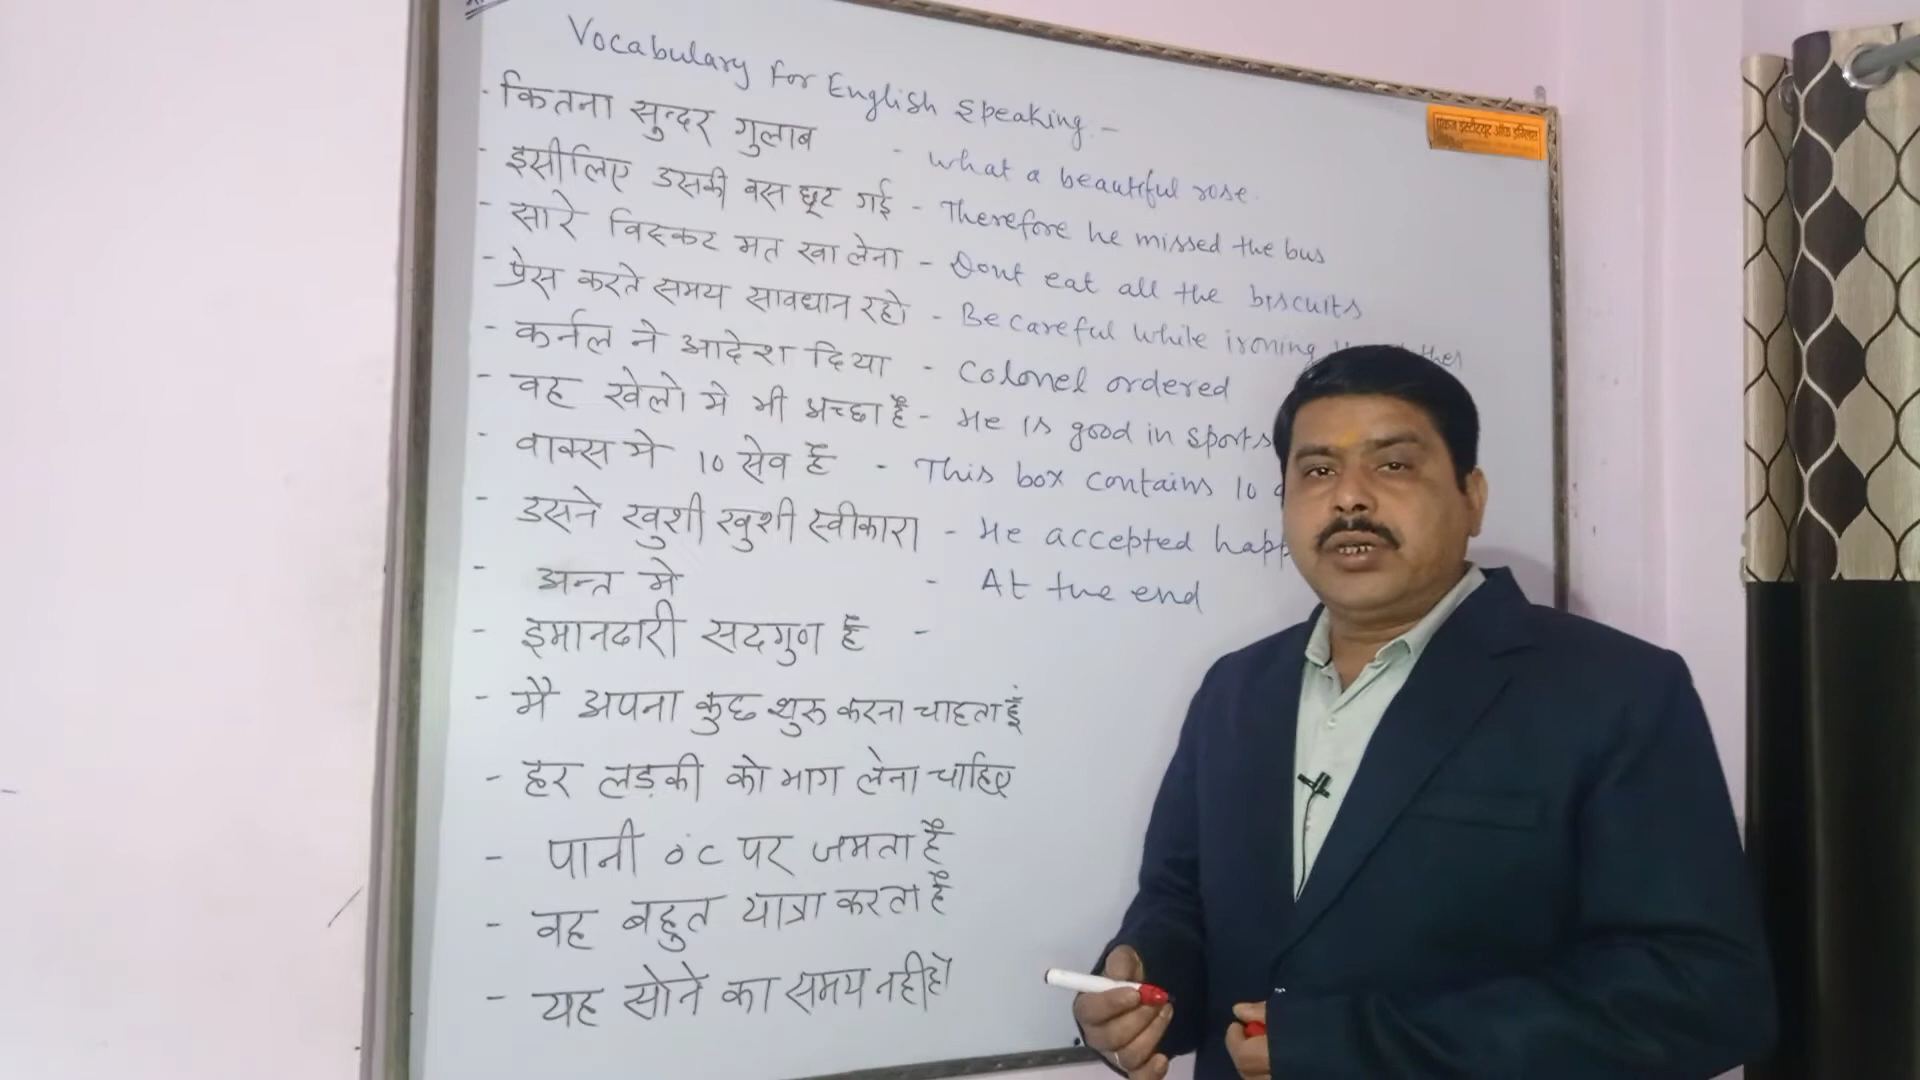 Vocabulary For English Speaking -
- कितना सुन्दर गुलाब - What a beautiful rose.
- इसीलिए उसकी बस छूट गई - Therefore he missed the bus
- सारे विस्कट मत खा लेना - Dont eat all the biscuits
- प्रेस करते समय सावधान रहो - Be careful while ironing
- कर्नल ने आदेश दिया - Colonel ordered
- वह खेलो मे भी अच्छा है - He is good in sports
- वाक्स मे 10 सेव है - This box contains 10
- उसने खुशी खुशी स्वीकारा - He accepted
- अन्त मे - At the end
- इमानदारी सदगुण है -
- मै अपना कुछ शुरू करना चाहता हूं
- हर लड़की को भाग लेना चाहिए
- पानी 0°C पर जमता है
- वह बहुत यात्रा करता है
- यह सोने का समय नही है
इंस्टीट्यूट ऑफ इंग्लिश